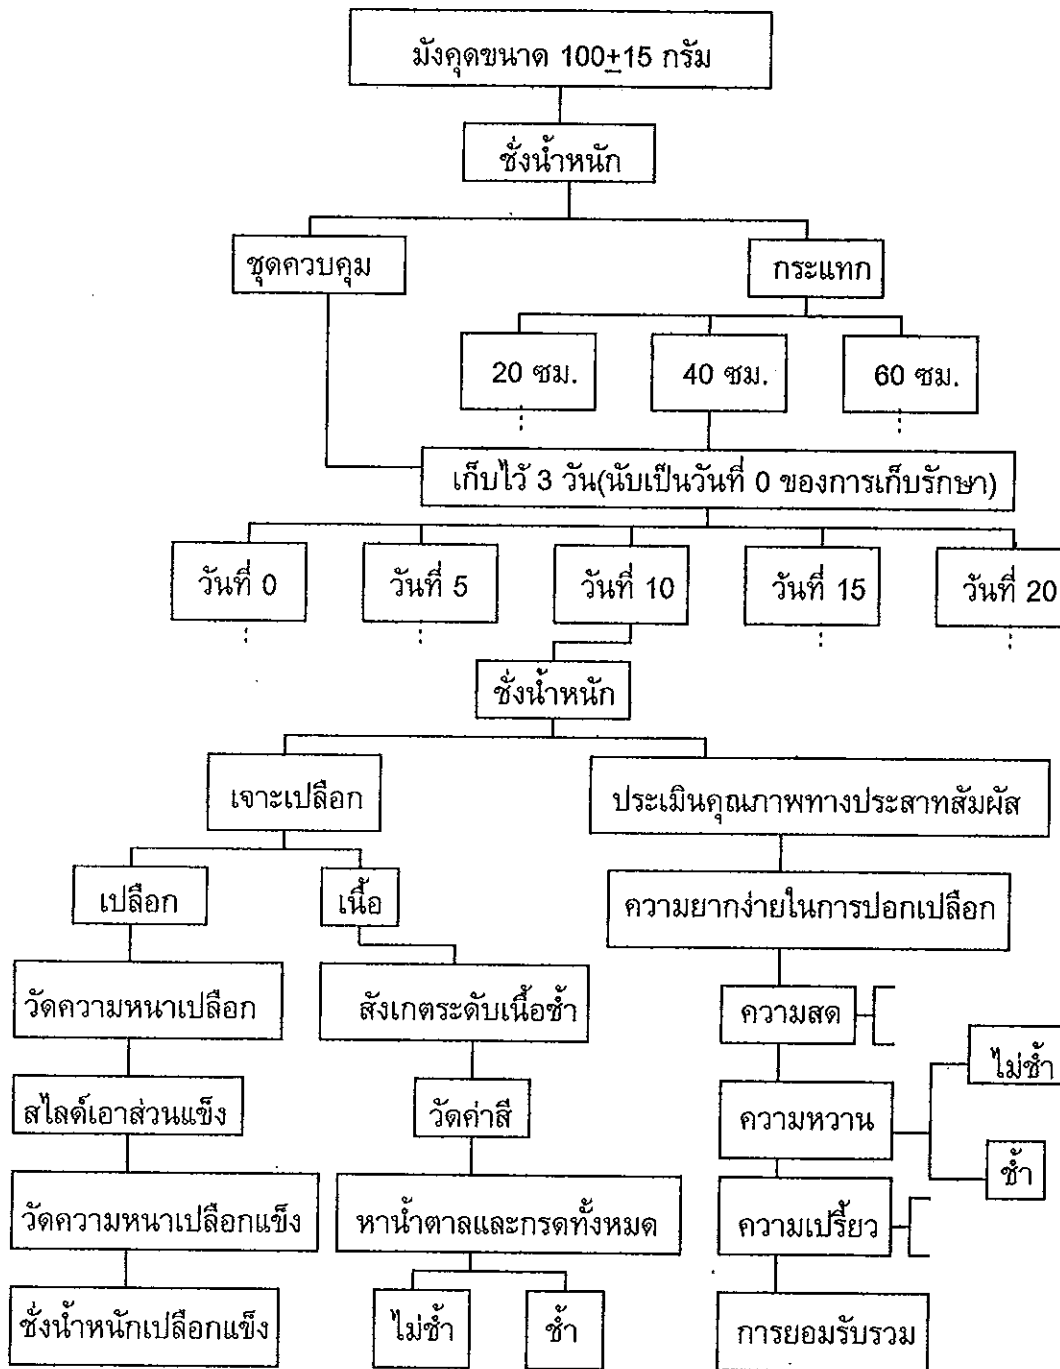 มังคุดขนาด 100±15 กรัม
ชั่งน้ำหนัก
ชุดควบคุม
กระแทก
20 ซม.
40 ซม.
60 ซม.
เก็บไว้ 3 วัน(นับเป็นวันที่ 0 ของการเก็บรักษา)
วันที่ 0
วันที่ 5
วันที่ 10
วันที่ 15
วันที่ 20
ชั่งน้ำหนัก
เจาะเปลือก
ประเมินคุณภาพทางประสาทสัมผัส
เปลือก
เนื้อ
ความยากง่ายในการปอกเปลือก
วัดความหนาเปลือก
สังเกตระดับเนื้อช้ำ
ความสด
ไม่ช้ำ
สไลด์เอาส่วนแข็ง
วัดค่าสี
ความหวาน
ช้ำ
วัดความหนาเปลือกแข็ง
หาน้ำตาลและกรดทั้งหมด
ความเปรี้ยว
ชั่งน้ำหนักเปลือกแข็ง
ไม่ช้ำ
ช้ำ
การยอมรับรวม